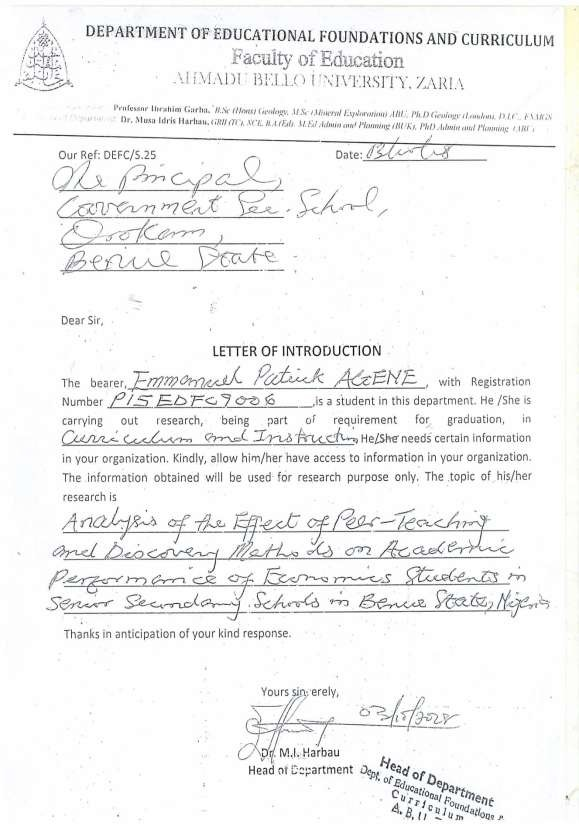 DEPARTMENT OF EDUCATIONAL FOUNDATIONS AND CURRICULUM
Faculty of Education
AHMADU BELLO UNIVERSITY, ZARIA
Professor Ibrahim Garba, B.Sc (Hons) Geology, M.Sc (Mineral Exploration) ABU, Ph.D Geology (London), D.I.C., FNMGS
Dr. Musa Idris Harbau, GRII (TC), NCE, B.A (Ed), M.Ed Admin and Planning (BUK), PhD Admin and Planning (ABU)
Our Ref: DEFC/S.25
Date:
The Principal,
Government Sec. School,
Orokam,
Benue State
Dear Sir,
LETTER OF INTRODUCTION
The bearer, Emmanuel Patrick AGENE, with Registration
Number P15EDFC9006, is a student in this department. He /She is
carrying out research, being part of requirement for graduation, in
Curriculum and Instruction He/She needs certain information
in your organization. Kindly, allow him/her have access to information in your organization.
The information obtained will be used for research purpose only. The topic of his/her
research is
Analysis of the Effect of Peer-Teaching
and Discovery Methods on Academic
Performance of Economics Students in
Senior Secondary Schools in Benue State, Nigeria
Thanks in anticipation of your kind response.
Yours sincerely,
Dr. M.I. Harbau
Head of Department
Head of Department
Dept. of Educational Foundations &
Curriculum
A. B. U